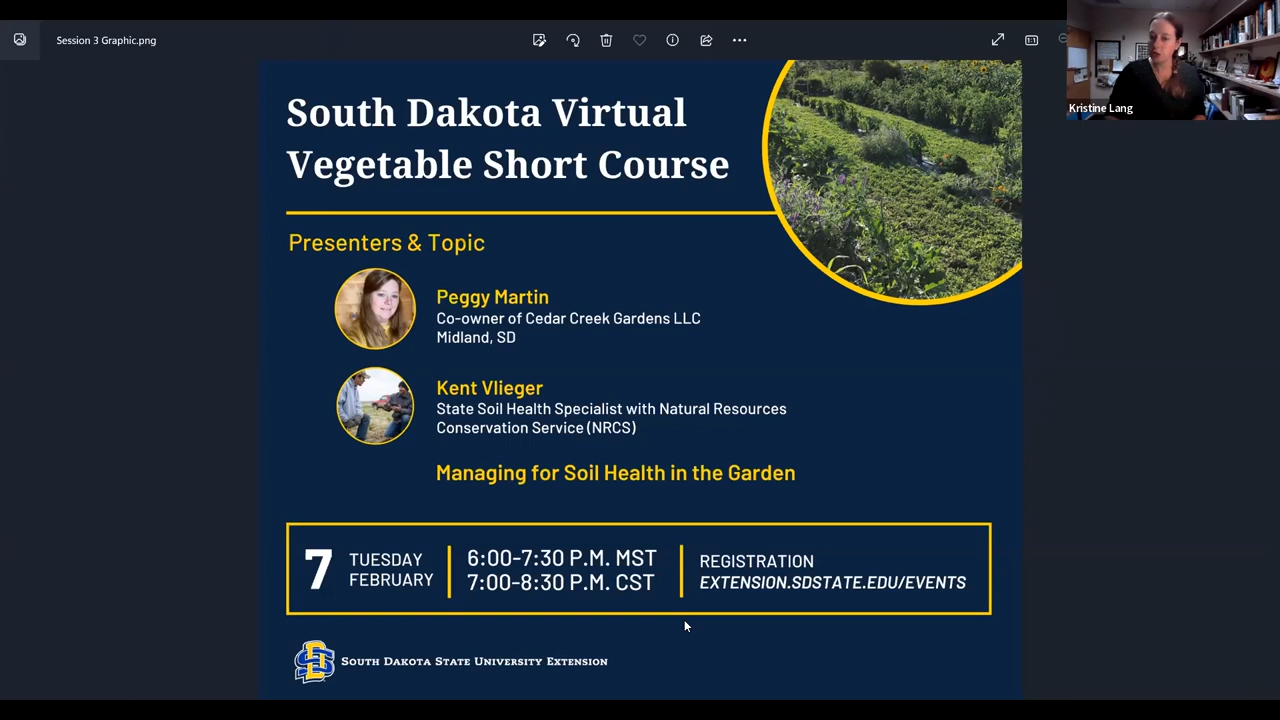 Session 3 Graphic.png
1:1
Kristine Lang
South Dakota Virtual
Vegetable Short Course
Presenters & Topic
Peggy Martin
Co-owner of Cedar Creek Gardens LLC
Midland, SD
Kent Vlieger
State Soil Health Specialist with Natural Resources
Conservation Service (NRCS)
Managing for Soil Health in the Garden
7
TUESDAY
FEBRUARY
6:00-7:30 P.M. MST
7:00-8:30 P.M. CST
REGISTRATION
EXTENSION.SDSTATE.EDU/EVENTS
SD
SOUTH DAKOTA STATE UNIVERSITY EXTENSION